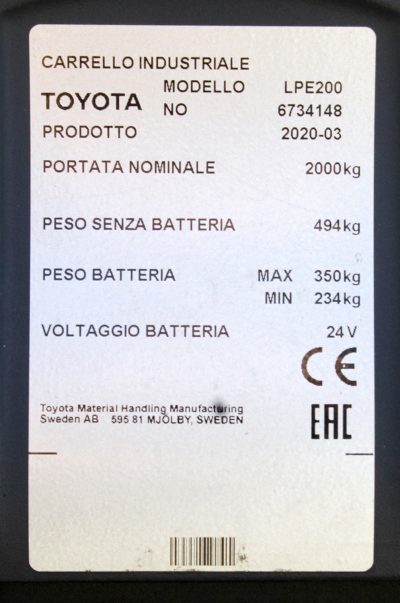 CARRELLO INDUSTRIALE
MODELLO LPE200
TOYOTA NO 6734148
PRODOTTO 2020-03
PORTATA NOMINALE 2000kg
PESO SENZA BATTERIA 494kg
PESO BATTERIA MAX 350kg
MIN 234kg
VOLTAGGIO BATTERIA 24V
CE
Toyota Material Handling Manufacturing
Sweden AB 595 81 MJÖLBY, SWEDEN
EAC